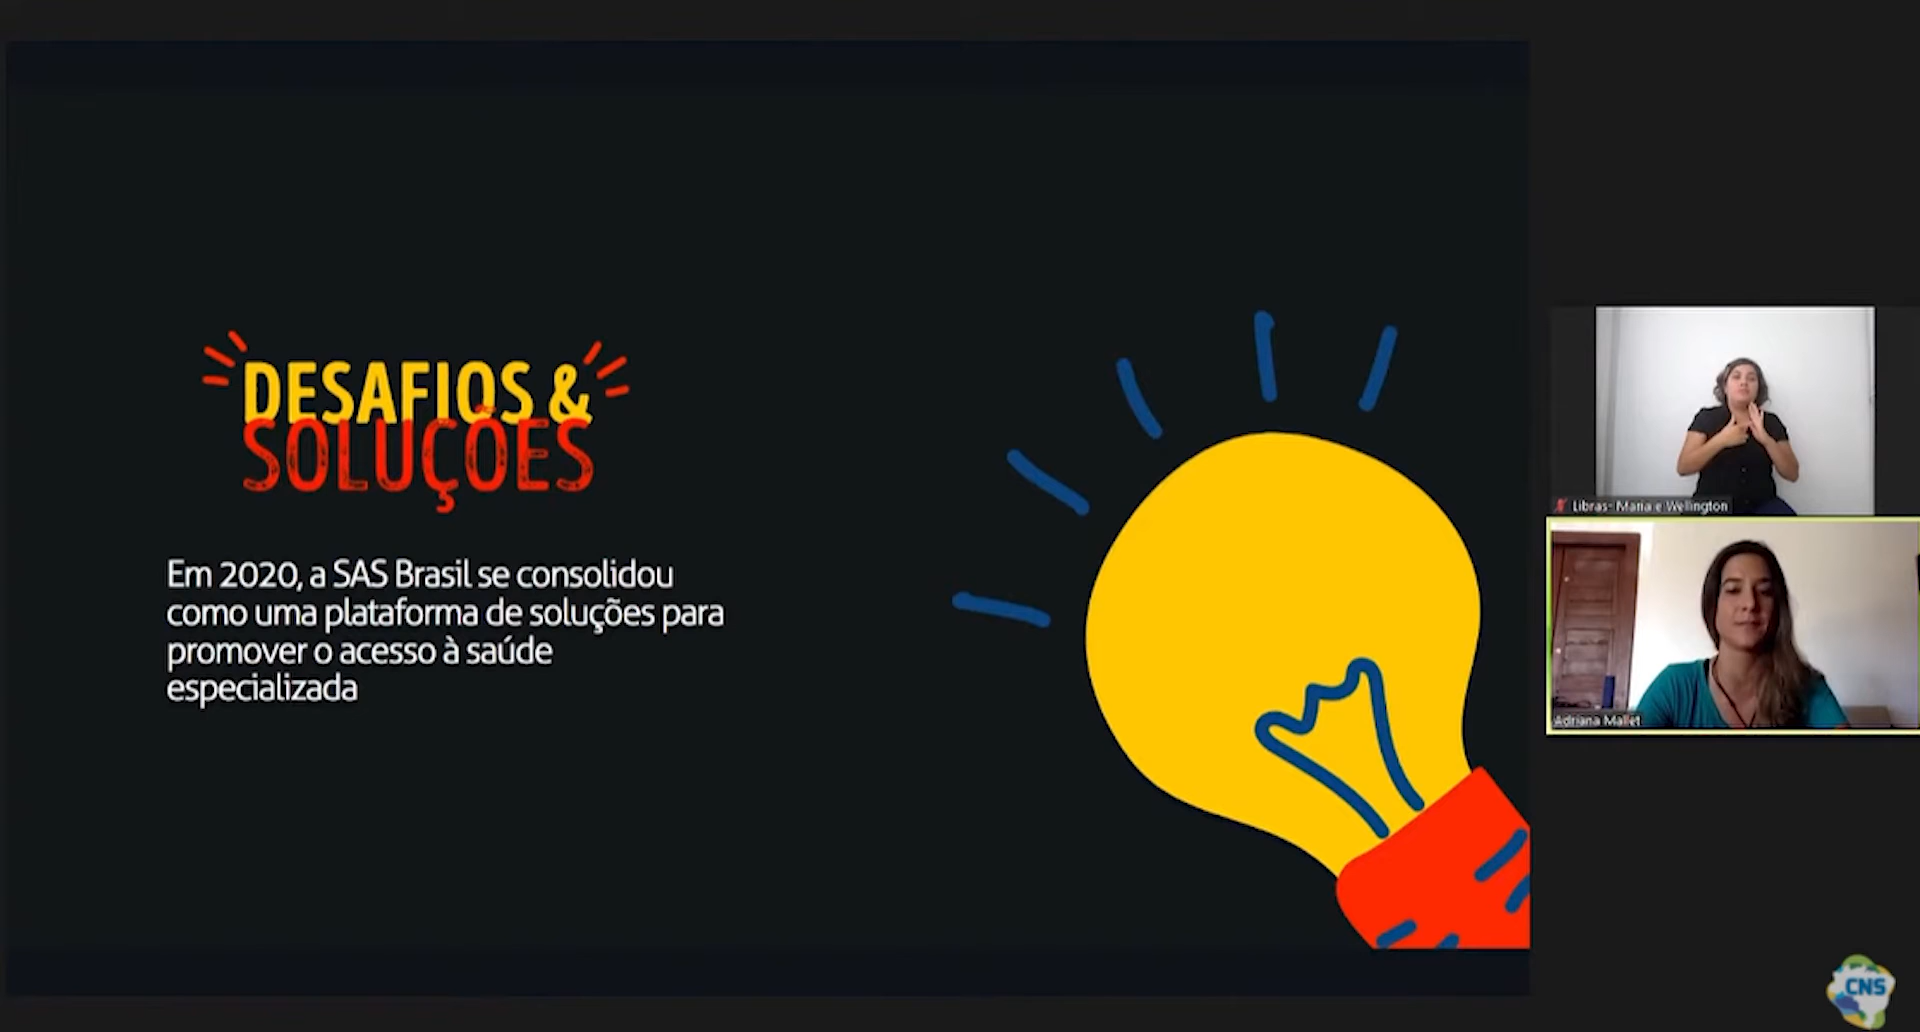 DESAFIOS &
SOLUÇÕES
Em 2020, a SAS Brasil se consolidou
como uma plataforma de soluções para
promover o acesso à saúde
especializada
Libras- Maria e Wellington
Adriana Mallet
CNS